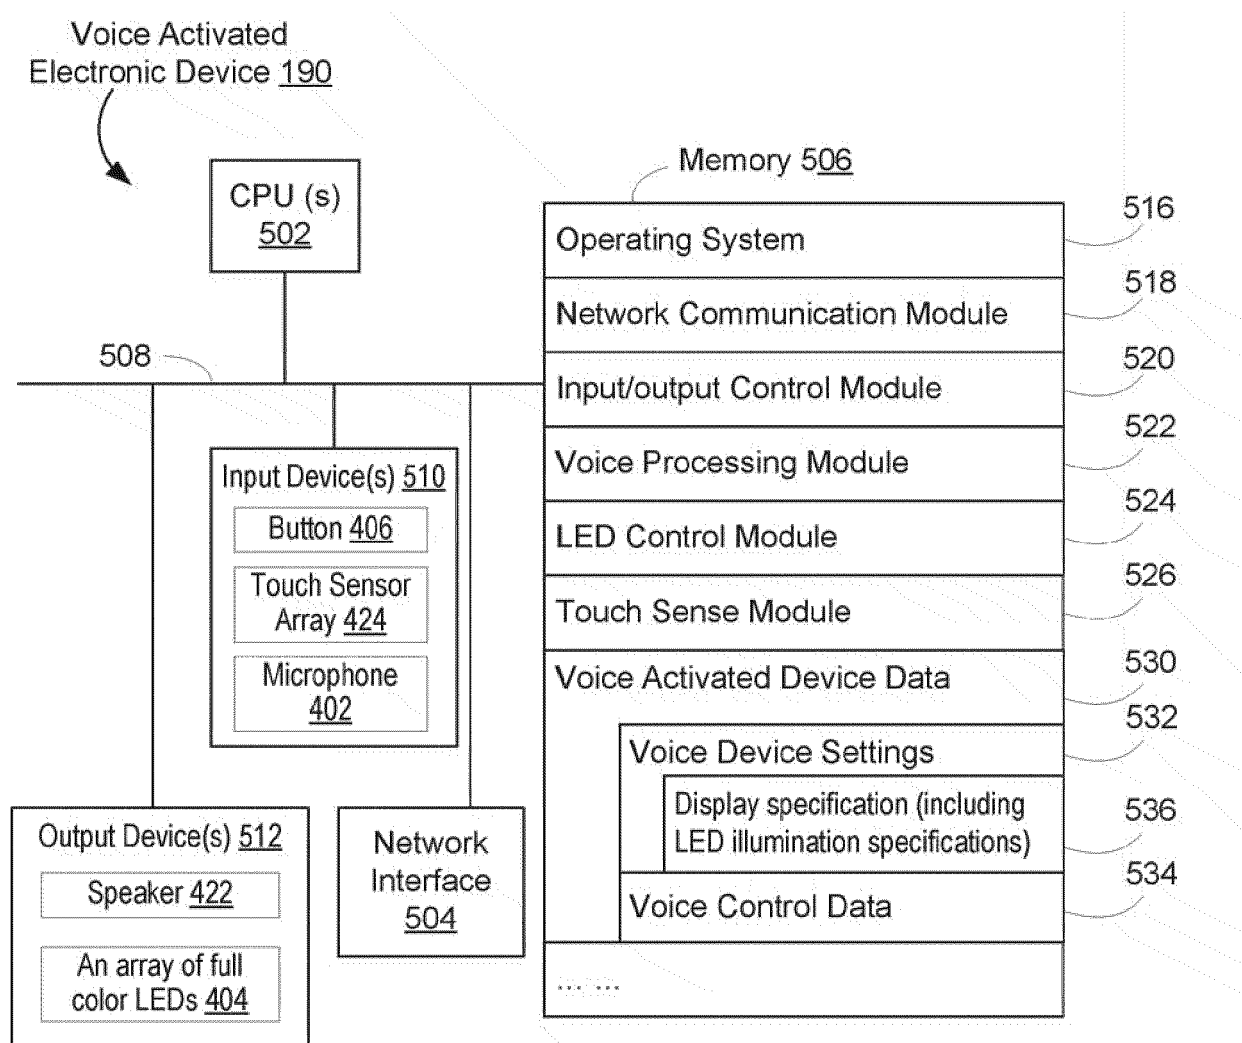 Voice Activated
Electronic Device 190
CPU (s)
502
508
Input Device(s) 510
Button 406
Touch Sensor
Array 424
Microphone
402
Output Device(s) 512
Speaker 422
An array of full
color LEDs 404
Network
Interface
504
Memory 506
Operating System
516
Network Communication Module
518
Input/output Control Module
520
Voice Processing Module
522
LED Control Module
524
Touch Sense Module
526
Voice Activated Device Data
530
Voice Device Settings
532
Display specification (including
LED illumination specifications)
536
Voice Control Data
534
... ...